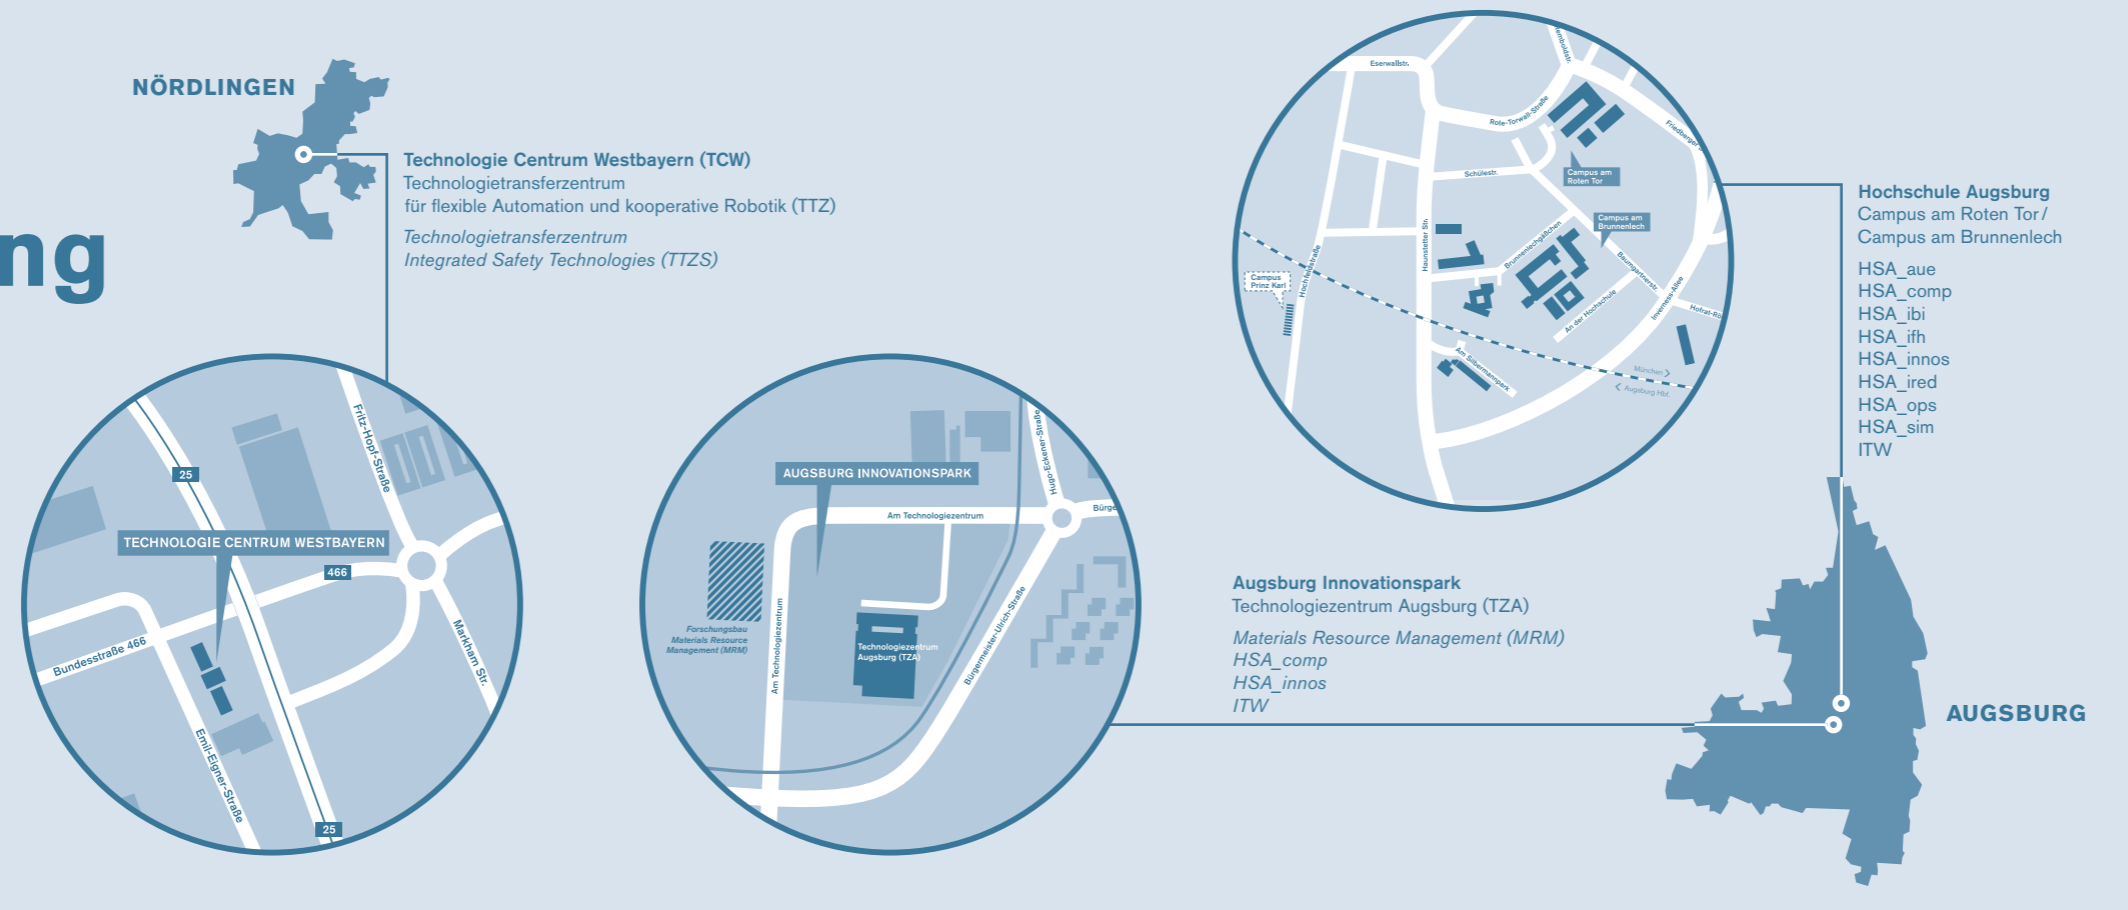 ng
NÖRDLINGEN
Technologie Centrum Westbayern (TCW)
Technologietransferzentrum
für flexible Automation und kooperative Robotik (TTZ)
Technologietransferzentrum
Integrated Safety Technologies (TTZS)
25
Fritz-Hopf-Straße
TECHNOLOGIE CENTRUM WESTBAYERN
466
Bundesstraße 466
Markham Str.
Emil-Eigner-Straße
25
AUGSBURG INNOVATIONSPARK
Hugo-Eckener-Straße
Am Technologiezentrum
Bürge
Forschungsbau
Materials Resource
Management (MRM)
Am Technologiezentrum
Technologiezentrum
Augsburg (TZA)
Bürgermeister-Ulrich-Straße
Eserwallstr.
Rote-Torwall-Straße
Friedberger
Schülestr.
Campus am
Roten Tor
Campus am
Brunnenlech
Haunstetter Str.
Brunnenlechgäßchen
Baumgartnerstr.
Hochfeldstraße
Campus
Prinz Karl
An der Hochschule
Inverness-Allee
Hofrat-Rö
Am Silbermannpark
München >
< Augsburg Hbf.
Hochschule Augsburg
Campus am Roten Tor /
Campus am Brunnenlech
HSA_aue
HSA_comp
HSA_ibi
HSA_ifh
HSA_innos
HSA_ired
HSA_ops
HSA_sim
ITW
Augsburg Innovationspark
Technologiezentrum Augsburg (TZA)
Materials Resource Management (MRM)
HSA_comp
HSA_innos
ITW
AUGSBURG